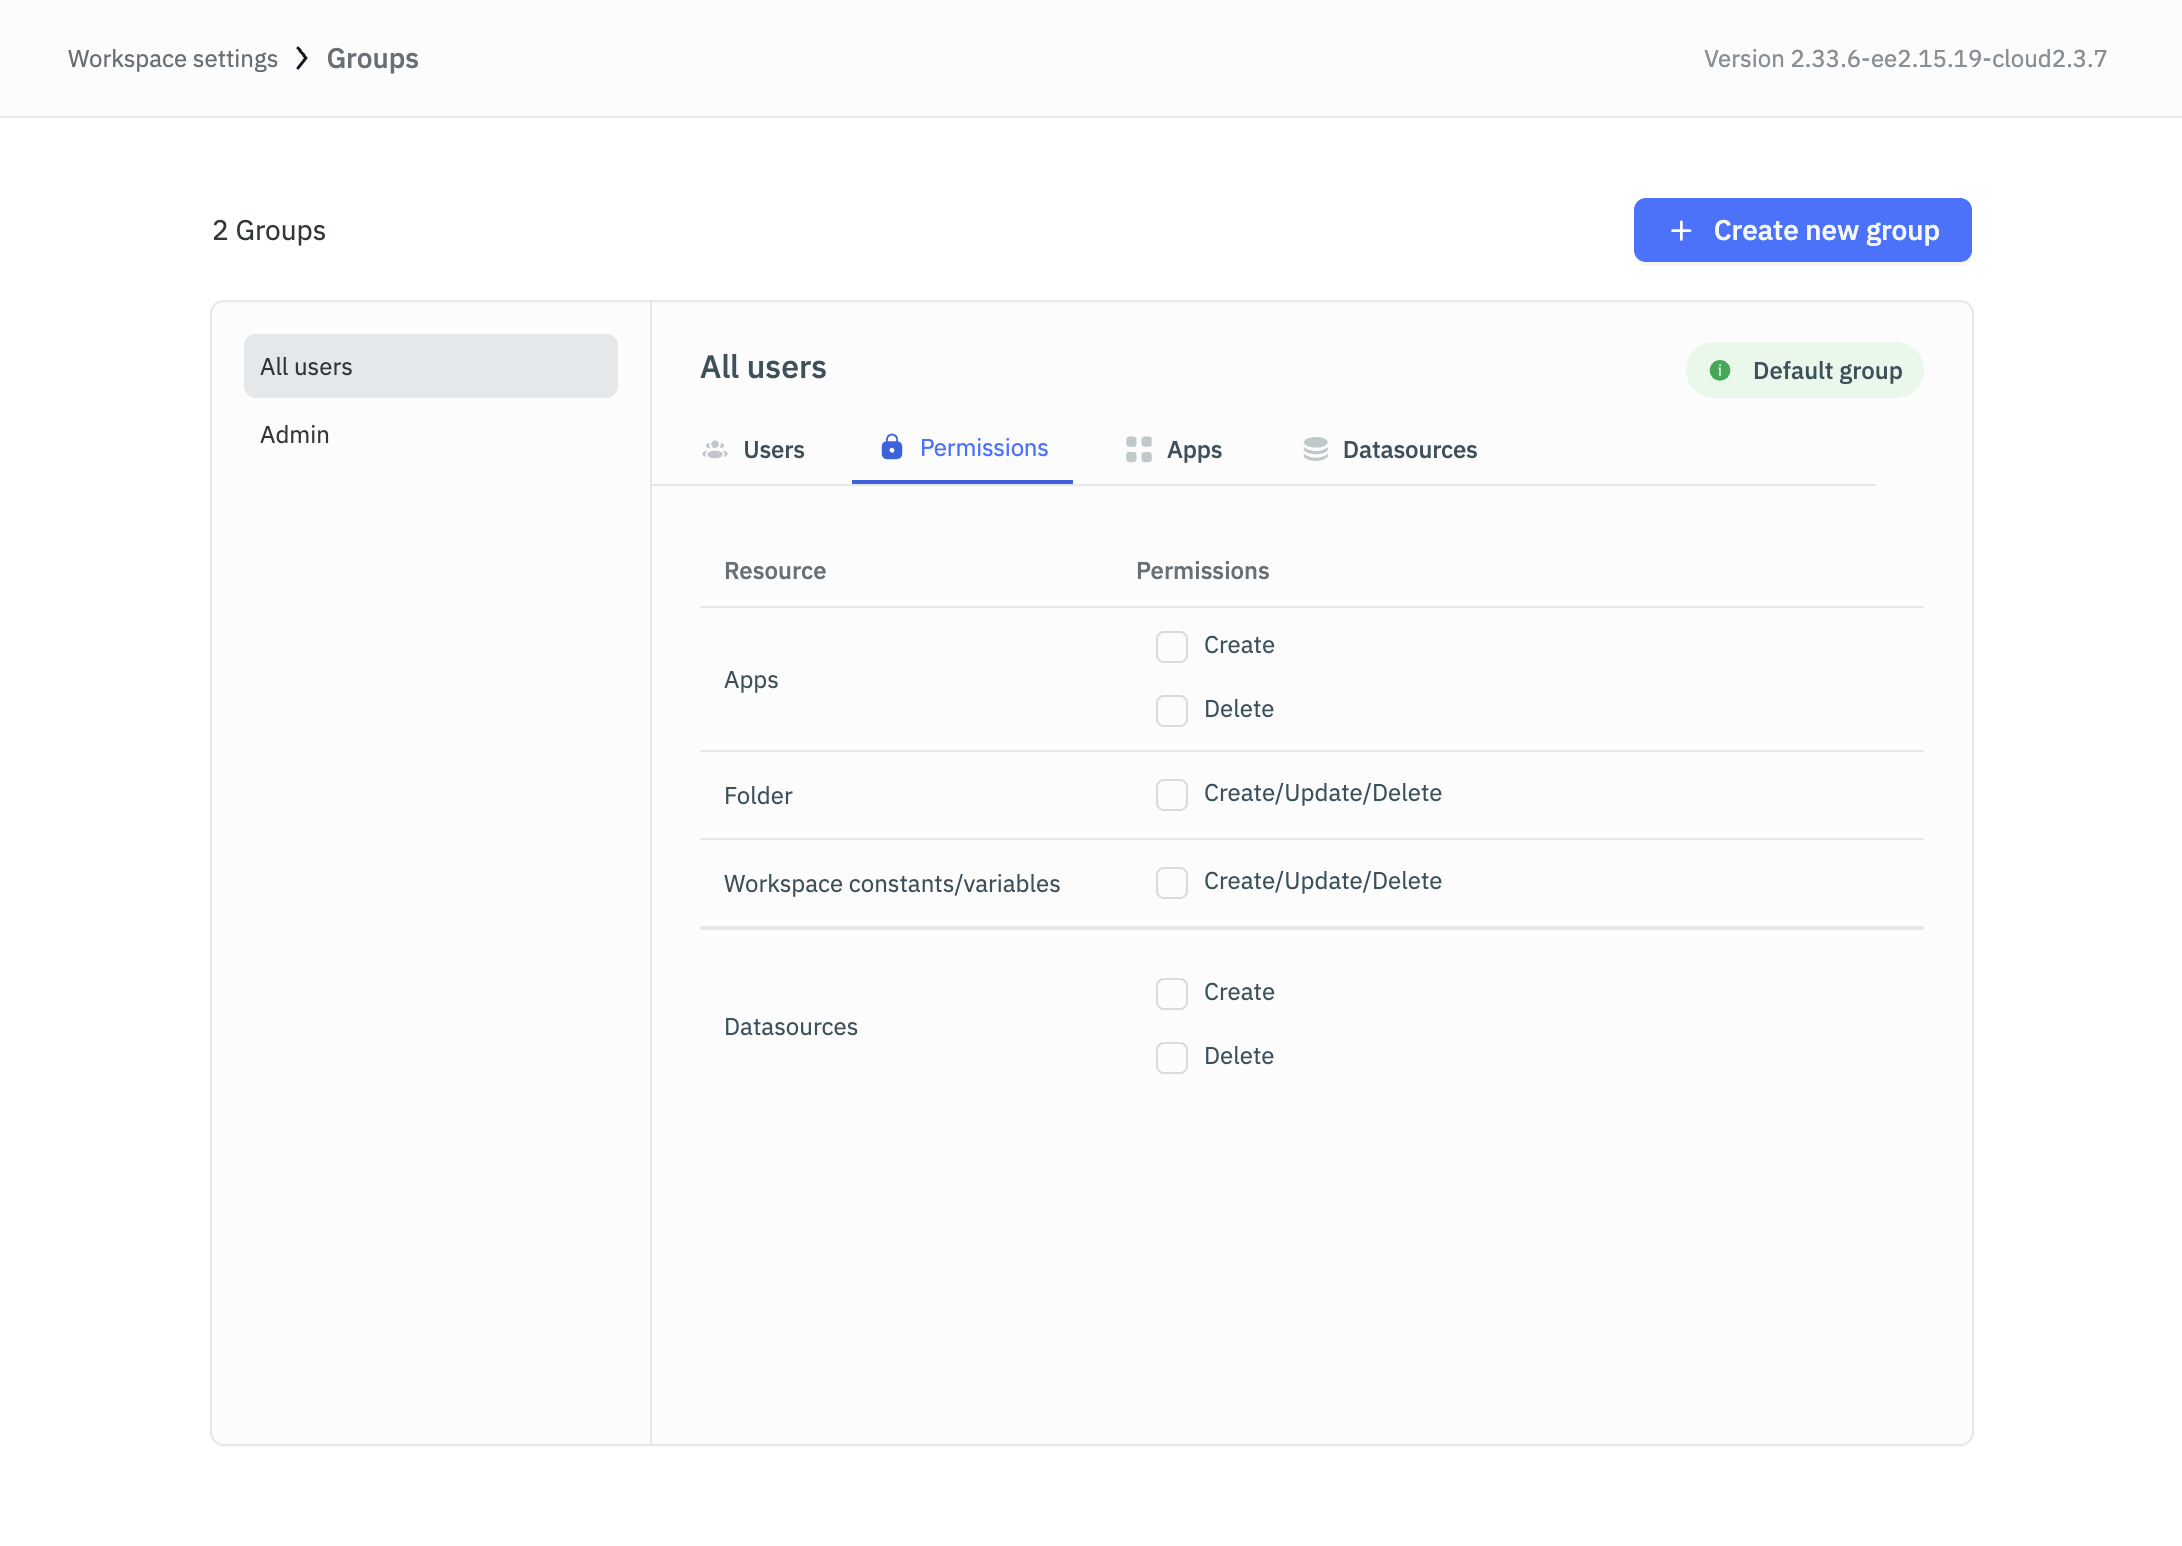 Workspace settings > Groups
Version 2.33.6-ee2.15.19-cloud2.3.7
2 Groups
+ Create new group
All users
Admin
All users
Default group
Users
Permissions
Apps
Datasources
Resource
Permissions
Apps
Create
Delete
Folder
Create/Update/Delete
Workspace constants/variables
Create/Update/Delete
Datasources
Create
Delete